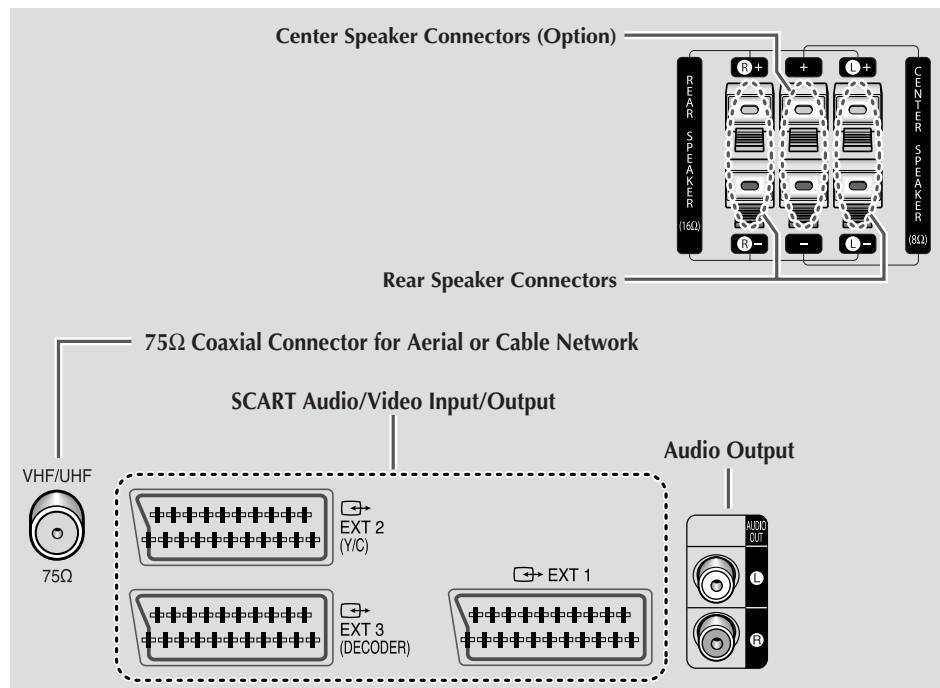 Center Speaker Connectors (Option)
R+ + L+
REAR SPEAKER (16Ω)
CENTER SPEAKER (8Ω)
R- - L-
Rear Speaker Connectors
75Ω Coaxial Connector for Aerial or Cable Network
SCART Audio/Video Input/Output
Audio Output
VHF/UHF
75Ω
EXT 2
(Y/C)
EXT 1
EXT 3
(DECODER)
AUDIO
OUT
L
R